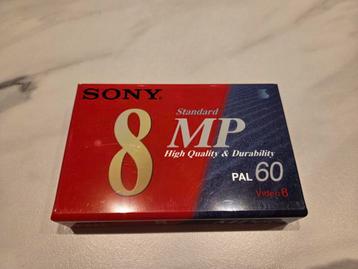 SONY
Standard
8 MP
High Quality & Durability
PAL 60
Video 8